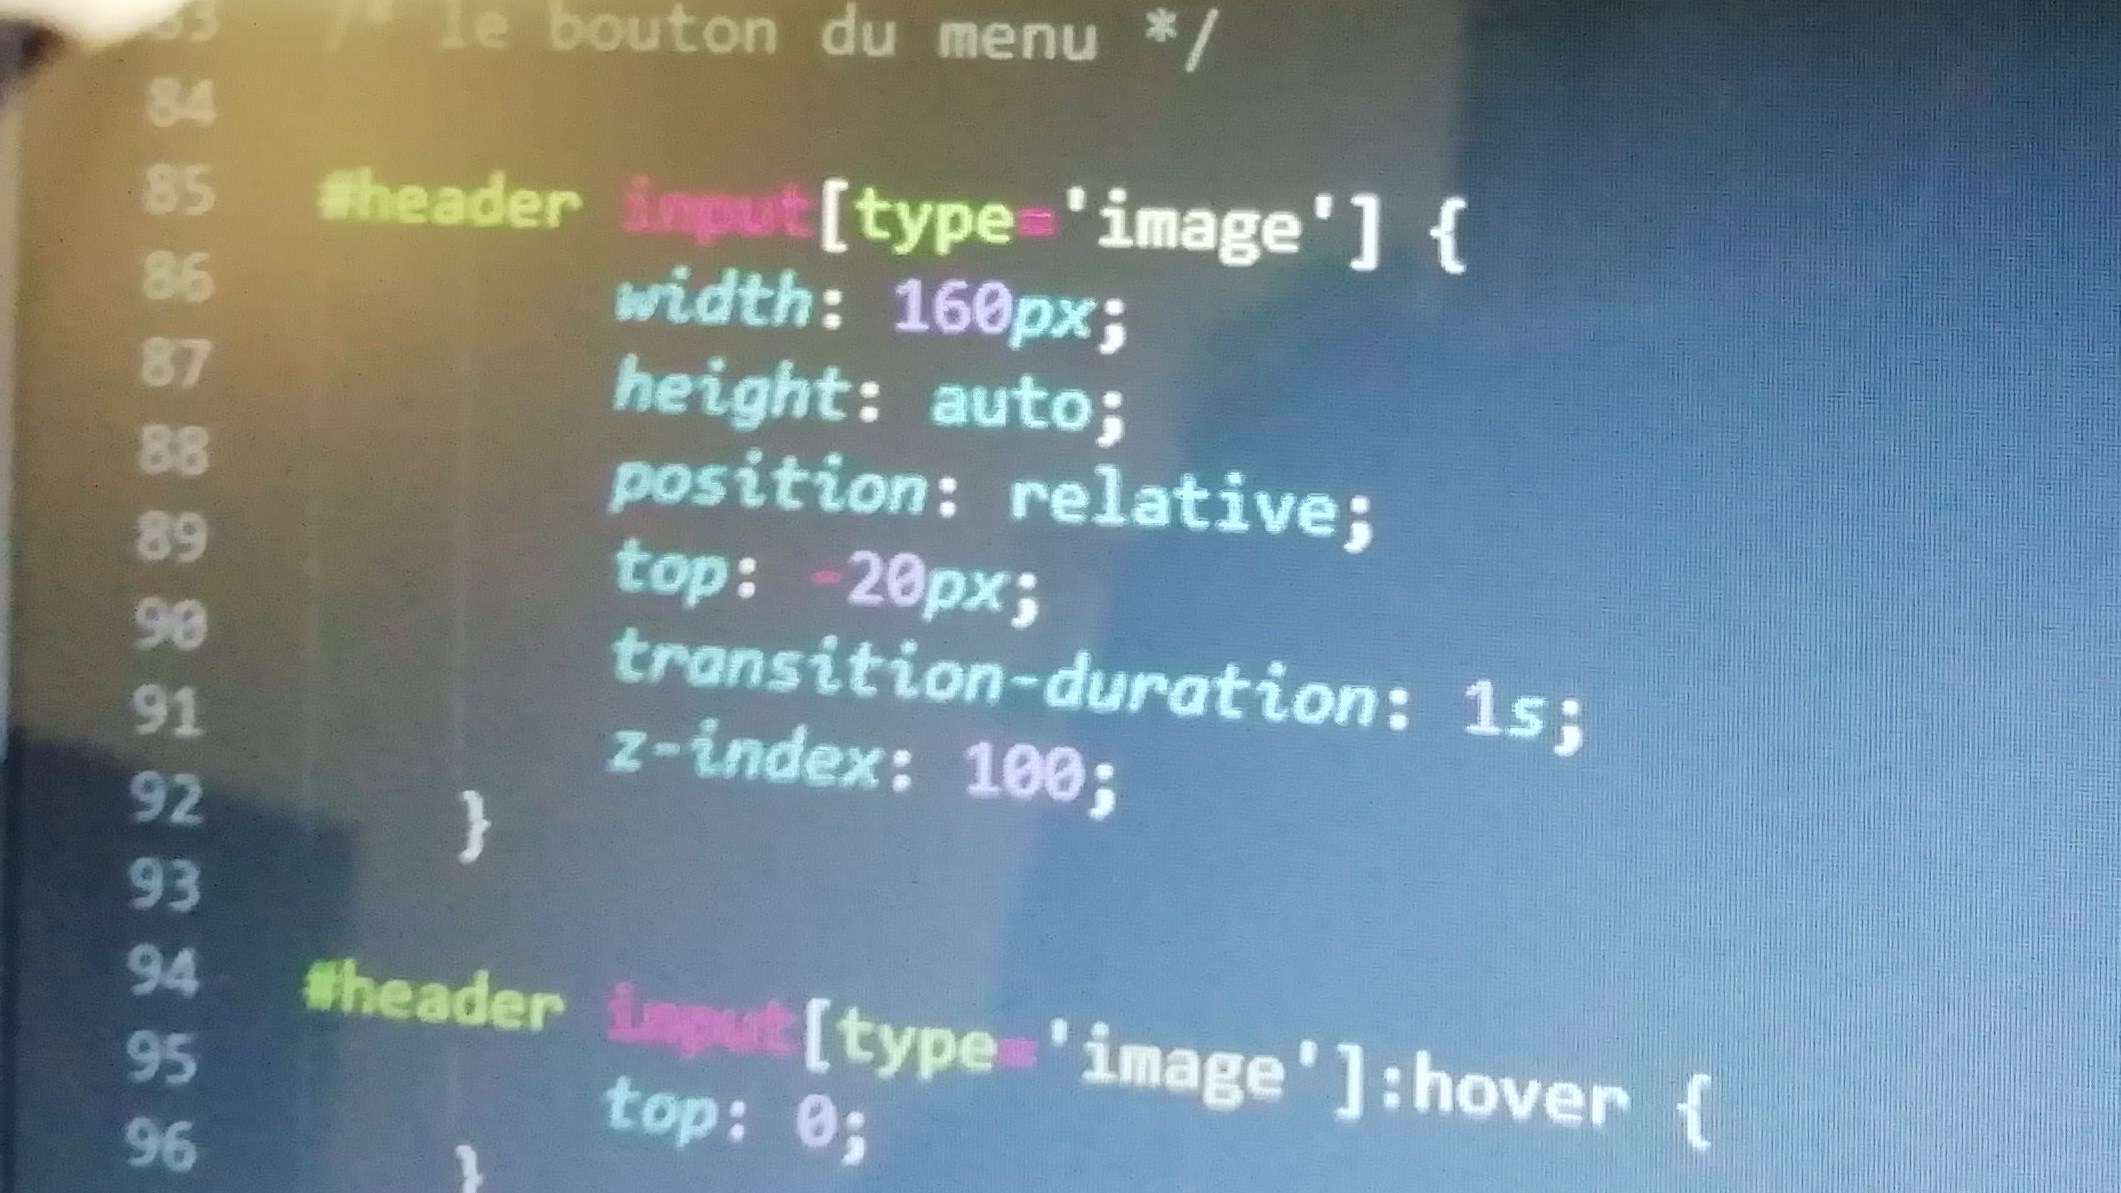 83 /* le bouton du menu */
84
85 #header input[type='image'] {
86 width: 160px;
87 height: auto;
88 position: relative;
89 top: -20px;
90 transition-duration: 1s;
91 z-index: 100;
92 }
93
94 #header input[type='image']:hover {
95 top: 0;
96 }